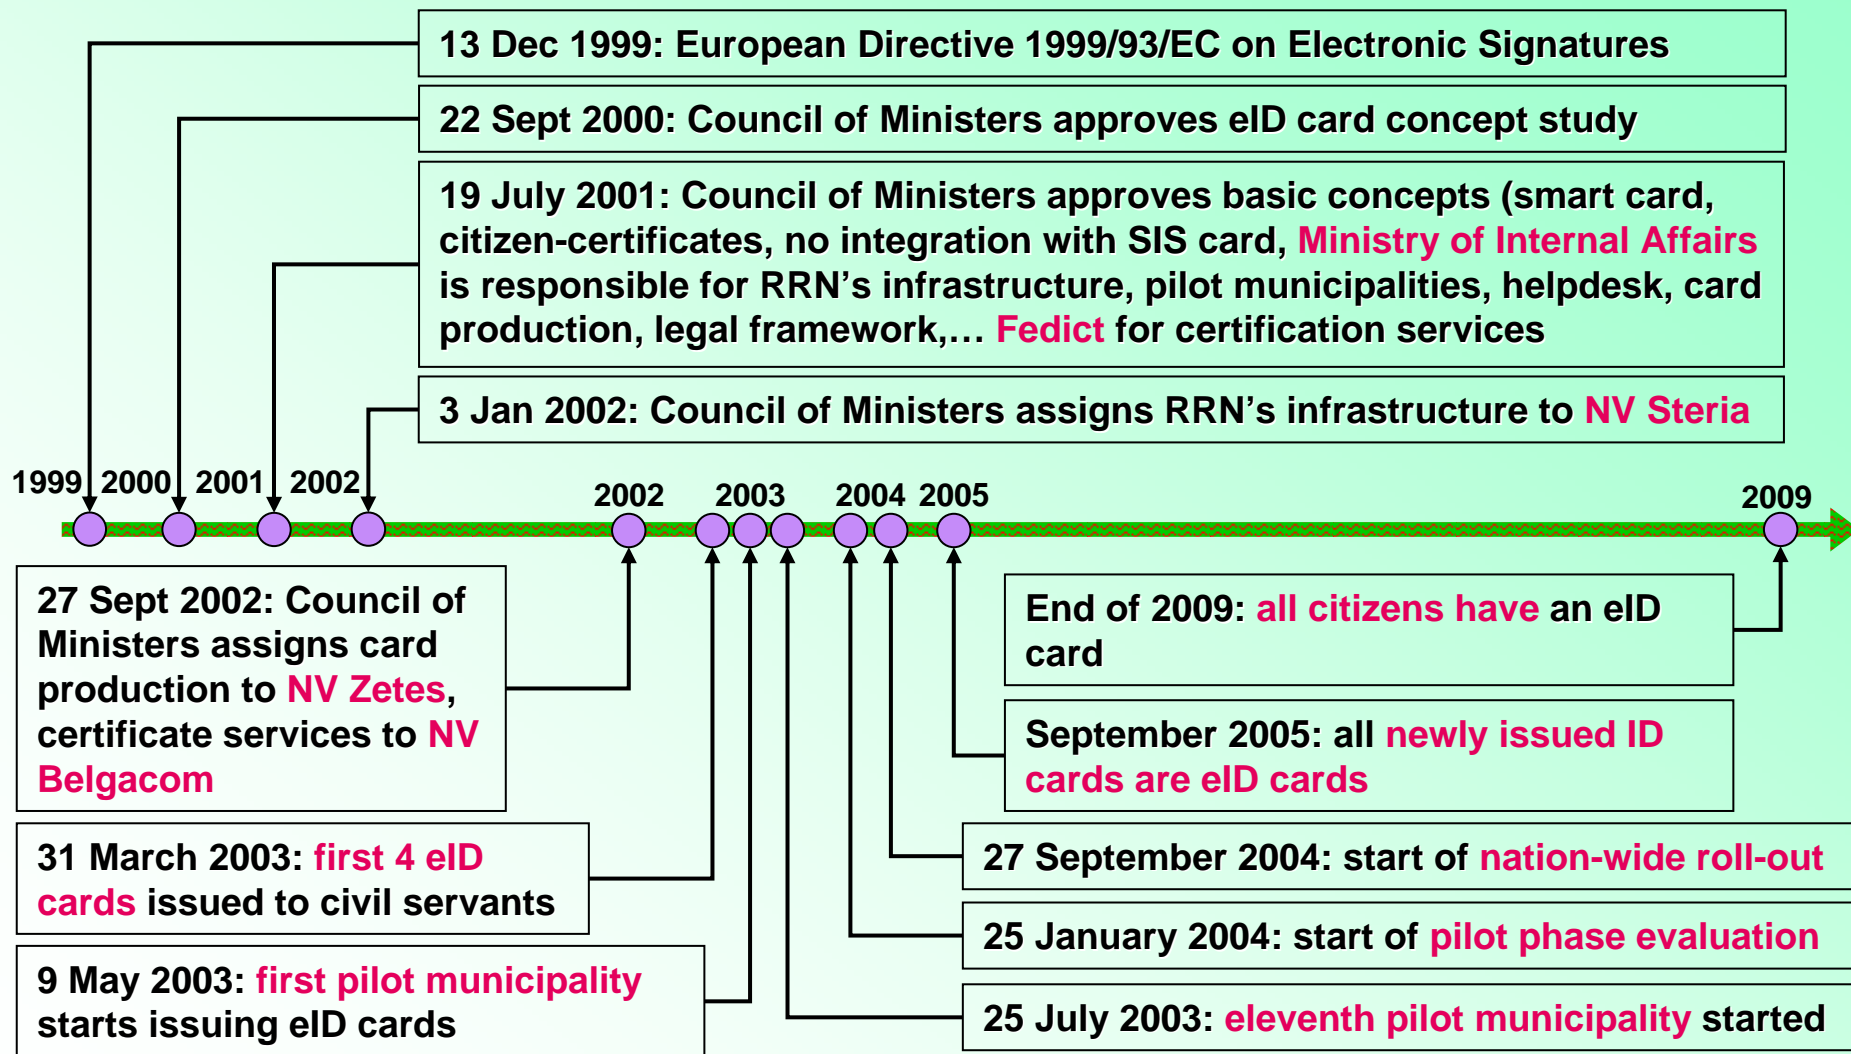 13 Dec 1999: European Directive 1999/93/EC on Electronic Signatures
22 Sept 2000: Council of Ministers approves eID card concept study
19 July 2001: Council of Ministers approves basic concepts (smart card,
citizen-certificates, no integration with SIS card, Ministry of Internal Affairs
is responsible for RRN’s infrastructure, pilot municipalities, helpdesk, card
production, legal framework,… Fedict for certification services
3 Jan 2002: Council of Ministers assigns RRN’s infrastructure to NV Steria
1999 2000 2001 2002 2002 2003 2004 2005 2009
27 Sept 2002: Council of
Ministers assigns card
production to NV Zetes,
certificate services to NV
Belgacom
31 March 2003: first 4 eID
cards issued to civil servants
9 May 2003: first pilot municipality
starts issuing eID cards
End of 2009: all citizens have an eID
card
September 2005: all newly issued ID
cards are eID cards
27 September 2004: start of nation-wide roll-out
25 January 2004: start of pilot phase evaluation
25 July 2003: eleventh pilot municipality started